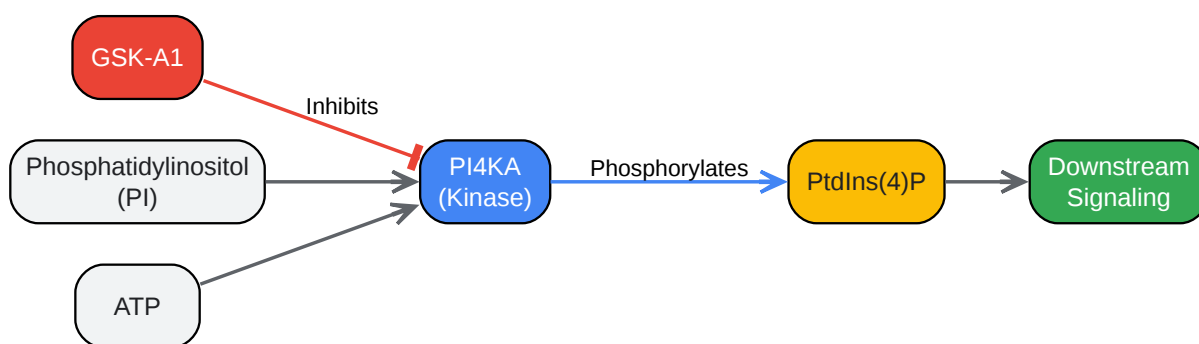 GSK-A1
Inhibits
Phosphatidylinositol
(PI)
PI4KA
(Kinase)
Phosphorylates
PtdIns(4)P
Downstream
Signaling
ATP